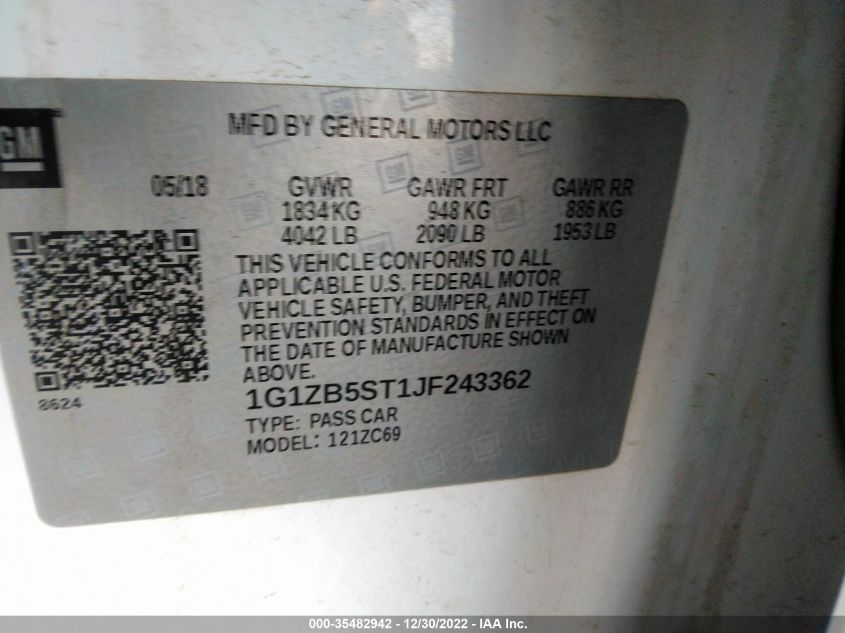 GM
MFD BY GENERAL MOTORS LLC
05/18 GVWR GAWR FRT GAWR RR
1834 KG 948 KG 886 KG
4042 LB 2090 LB 1953 LB
THIS VEHICLE CONFORMS TO ALL
APPLICABLE U.S. FEDERAL MOTOR
VEHICLE SAFETY, BUMPER, AND THEFT
PREVENTION STANDARDS IN EFFECT ON
THE DATE OF MANUFACTURE SHOWN
ABOVE.
8624
1G1ZB5ST1JF243362
TYPE: PASS CAR
MODEL: 121ZC69
000-35482942 - 12/30/2022 - IAA Inc.